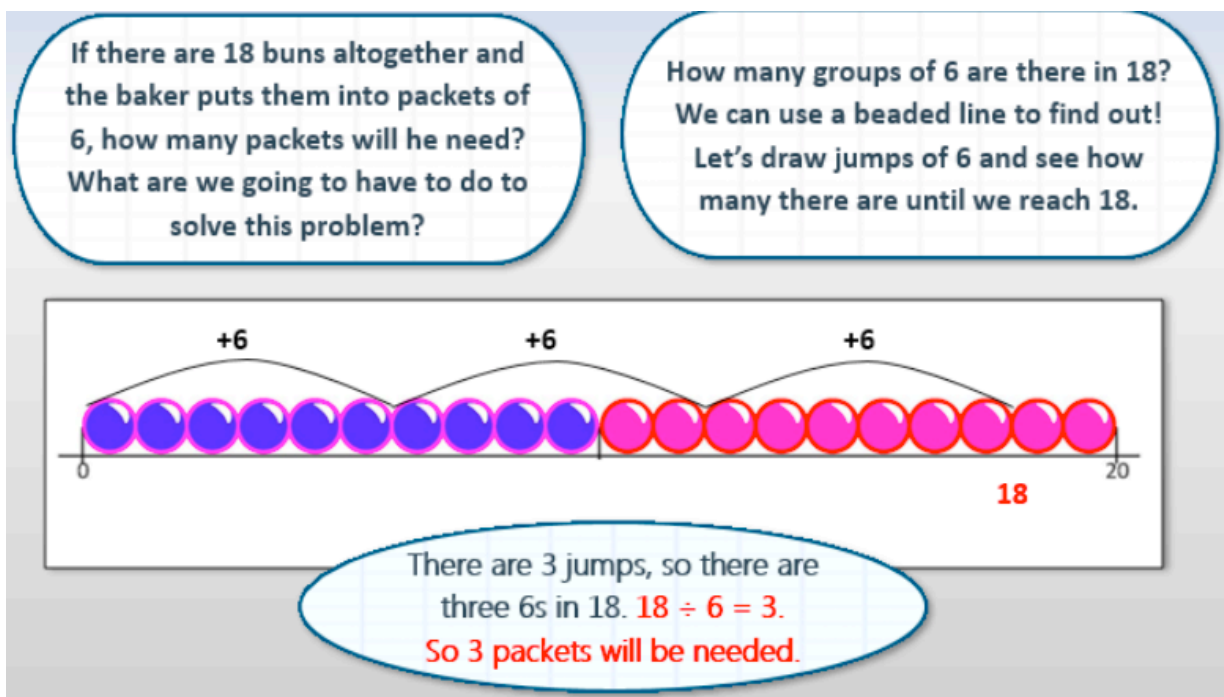 If there are 18 buns altogether and
the baker puts them into packets of
6, how many packets will he need?
What are we going to have to do to
solve this problem?
How many groups of 6 are there in 18?
We can use a beaded line to find out!
Let's draw jumps of 6 and see how
many there are until we reach 18.
+6 +6 +6
0 20
18
There are 3 jumps, so there are
three 6s in 18. 18 ÷ 6 = 3.
So 3 packets will be needed.